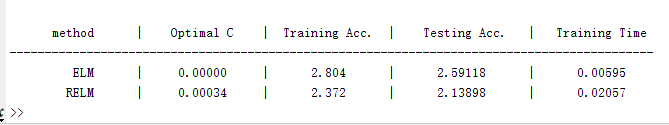 method | Optimal C | Training Acc. | Testing Acc. | Training Time
--------------------------------------------------------------------------------------------
ELM | 0.00000 | 2.804 | 2.59118 | 0.00595
RELM | 0.00034 | 2.372 | 2.13898 | 0.02057
>>